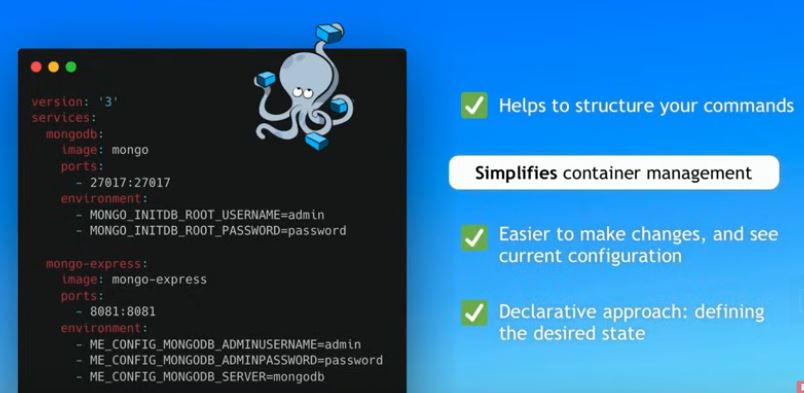 version: '3'
services:
  mongodb:
    image: mongo
    ports:
      - 27017:27017
    environment:
      - MONGO_INITDB_ROOT_USERNAME=admin
      - MONGO_INITDB_ROOT_PASSWORD=password
  mongo-express:
    image: mongo-express
    ports:
      - 8081:8081
    environment:
      - ME_CONFIG_MONGODB_ADMINUSERNAME=admin
      - ME_CONFIG_MONGODB_ADMINPASSWORD=password
      - ME_CONFIG_MONGODB_SERVER=mongodb
Helps to structure your commands
Simplifies container management
Easier to make changes, and see
current configuration
Declarative approach: defining
the desired state